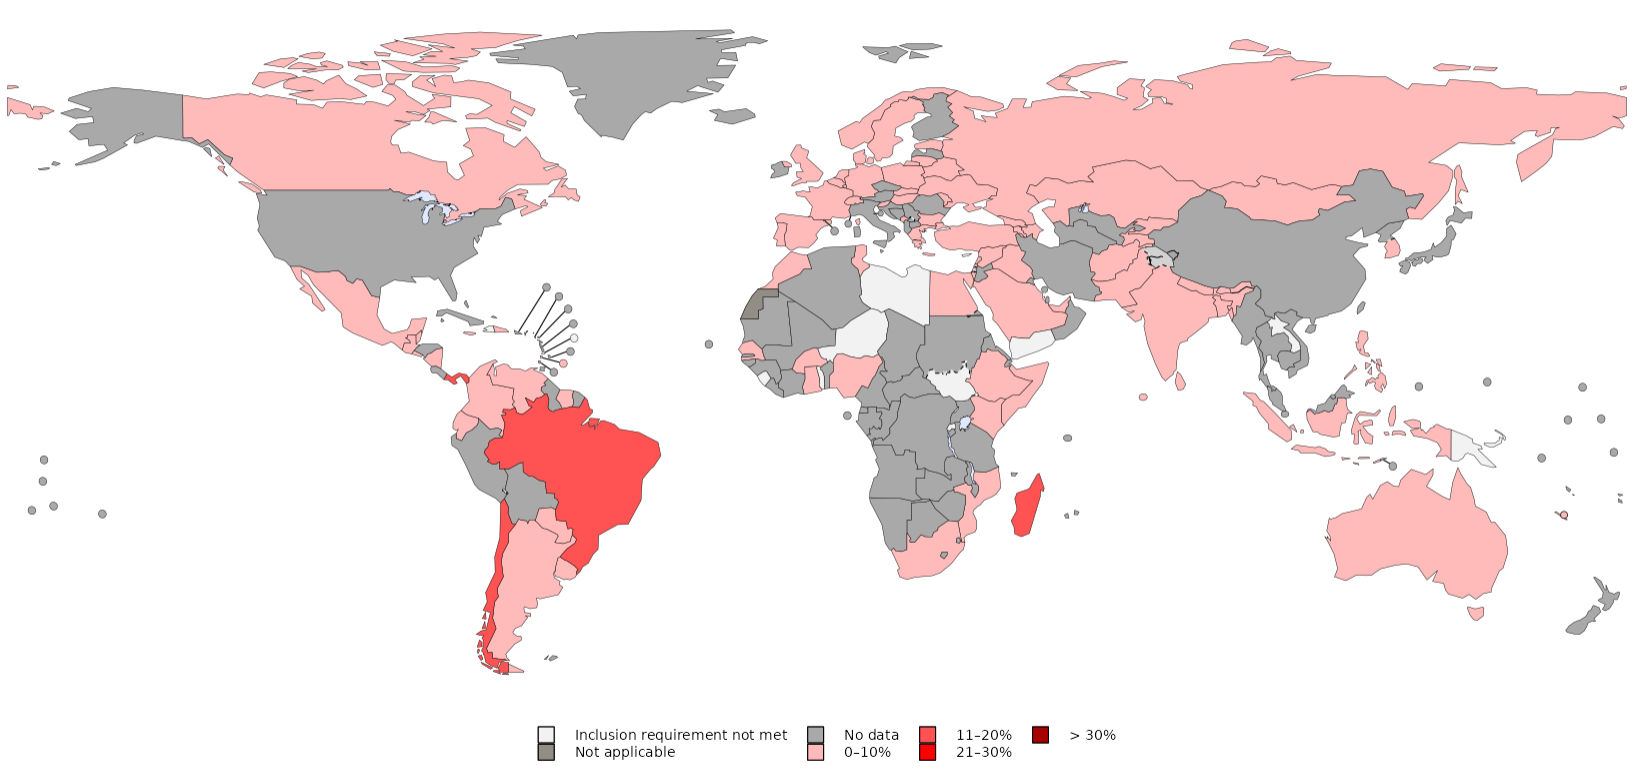 Inclusion requirement not met   No data   11–20%   > 30%
Not applicable   0–10%   21–30%